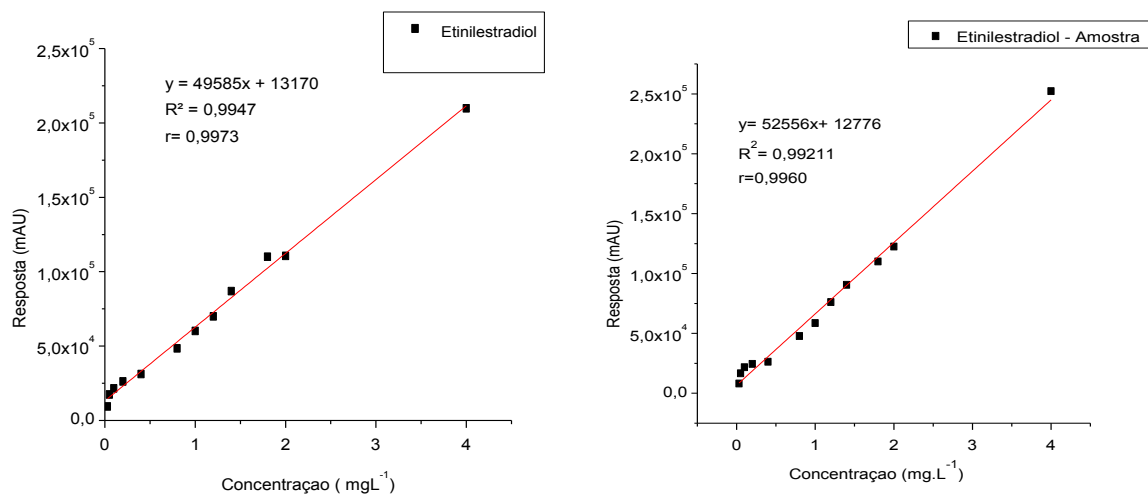 Etinilestradiol
2,5x10⁵
y = 49585x + 13170
R² = 0,9947
r= 0,9973
2,0x10⁵
1,5x10⁵
1,0x10⁵
5,0x10⁴
0,0
0 1 2 3 4
Resposta (mAU)
Concentraçao ( mgL⁻¹)
Etinilestradiol - Amostra
2,5x10⁵
y= 52556x+ 12776
R²= 0,99211
r=0,9960
2,0x10⁵
1,5x10⁵
1,0x10⁵
5,0x10⁴
0,0
0 1 2 3 4
Resposta (mAU)
Concentraçao (mg.L⁻¹)